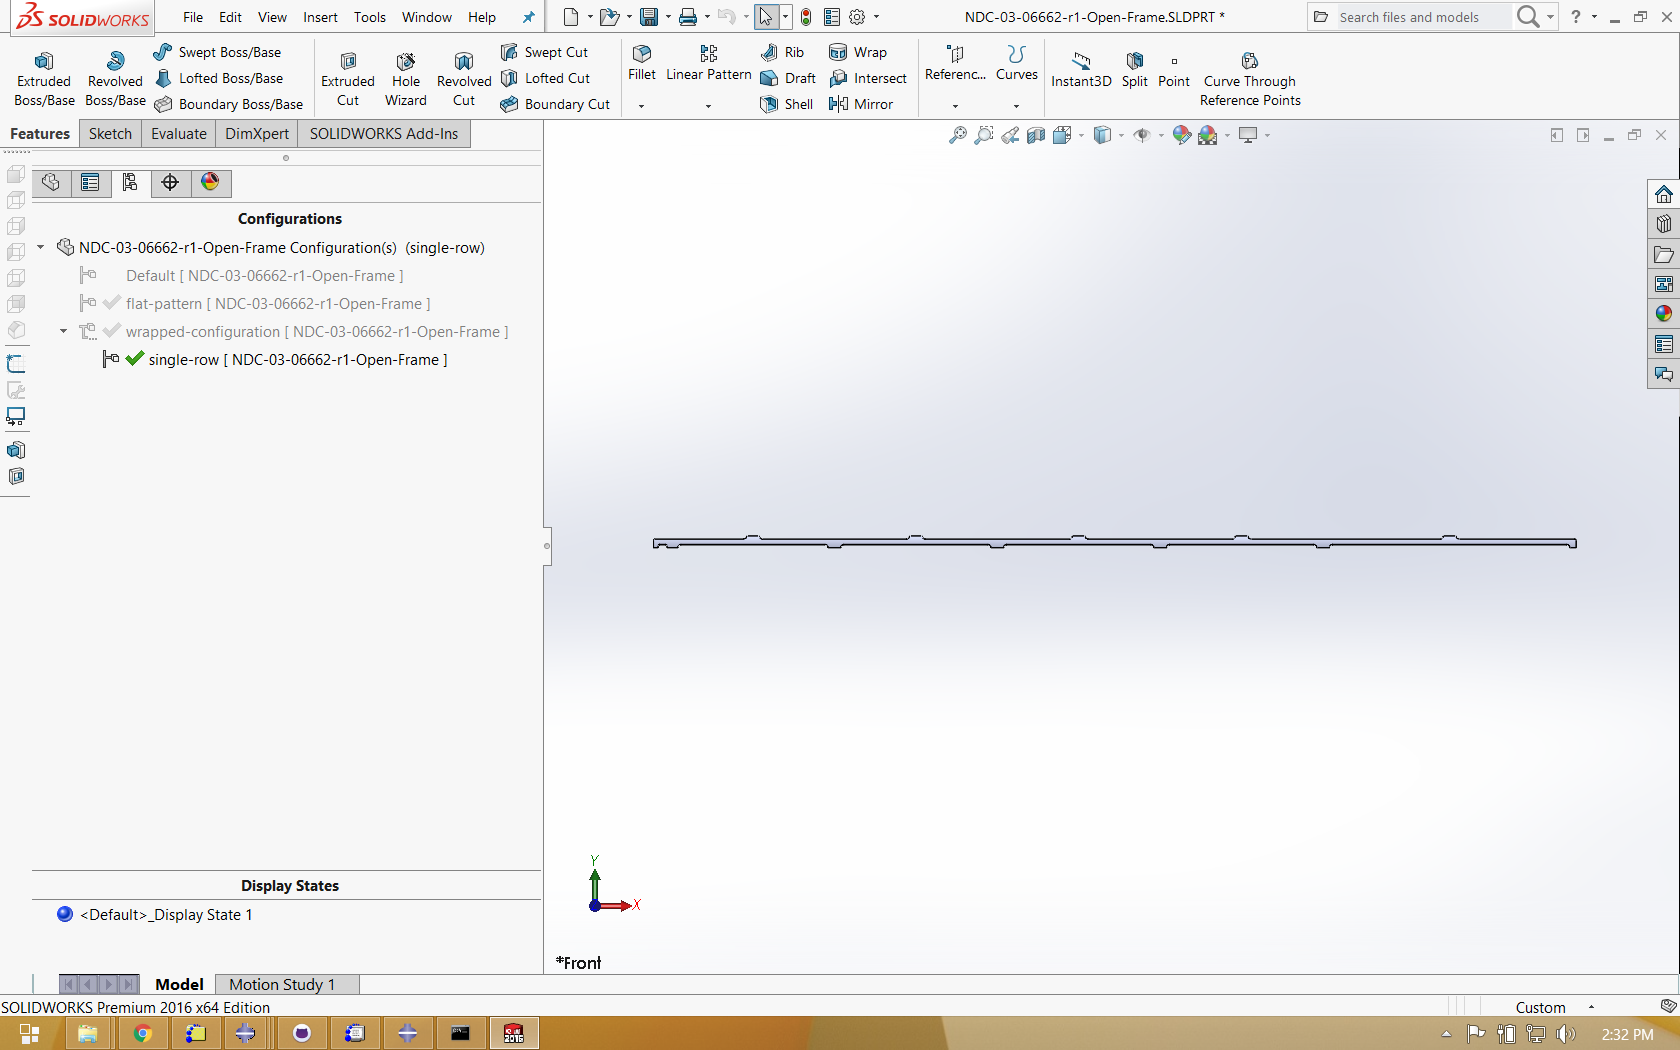 SOLIDWORKS
File Edit View Insert Tools Window Help
NDC-03-06662-r1-Open-Frame.SLDPRT *
Search files and models
?
Extruded Boss/Base
Revolved Boss/Base
Swept Boss/Base
Lofted Boss/Base
Boundary Boss/Base
Extruded Cut
Hole Wizard
Revolved Cut
Swept Cut
Lofted Cut
Boundary Cut
Fillet
Linear Pattern
Rib
Draft
Shell
Wrap
Intersect
Mirror
Referenc...
Curves
Instant3D
Split
Point
Curve Through Reference Points
Features Sketch Evaluate DimXpert SOLIDWORKS Add-Ins
Configurations
NDC-03-06662-r1-Open-Frame Configuration(s) (single-row)
Default [ NDC-03-06662-r1-Open-Frame ]
flat-pattern [ NDC-03-06662-r1-Open-Frame ]
wrapped-configuration [ NDC-03-06662-r1-Open-Frame ]
single-row [ NDC-03-06662-r1-Open-Frame ]
Display States
<Default>_Display State 1
Y
X
*Front
Model Motion Study 1
SOLIDWORKS Premium 2016 x64 Edition
Custom
2:32 PM